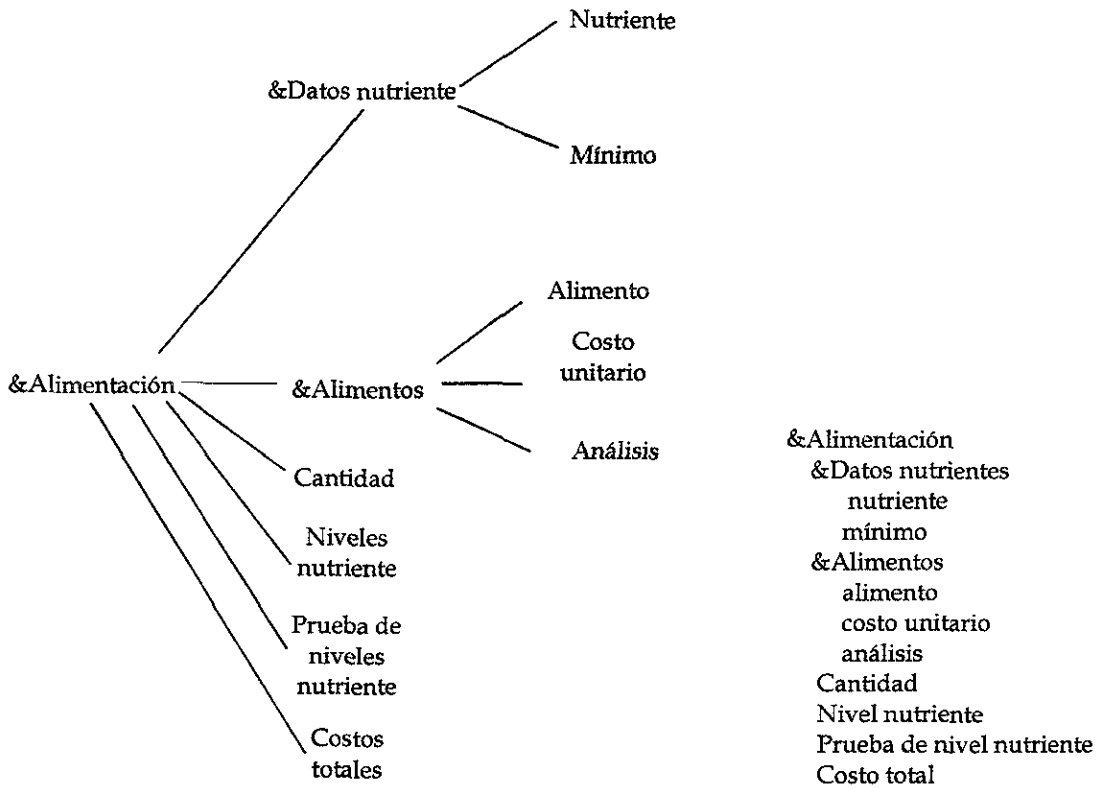 Nutriente
&Datos nutriente
Mínimo
Alimento
Costo
unitario
&Alimentación
&Alimentos
Análisis
Cantidad
Niveles
nutriente
Prueba de
niveles
nutriente
Costos
totales
&Alimentación
&Datos nutrientes
nutriente
mínimo
&Alimentos
alimento
costo unitario
análisis
Cantidad
Nivel nutriente
Prueba de nivel nutriente
Costo total